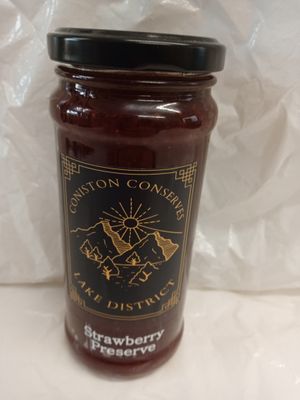 CONISTON CONSERVES
LAKE DISTRICT
Strawberry
Preserve